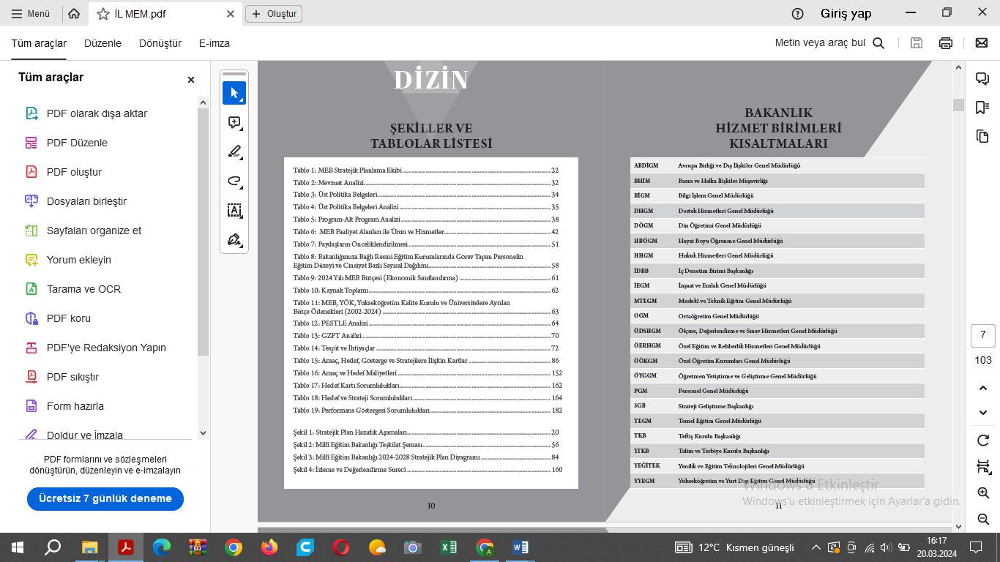 Menü
İL MEM.pdf
Oluştur
Giriş yap
Tüm araçlar
Düzenle
Dönüştür
E-imza
Metin veya araç bul
Tüm araçlar
PDF olarak dışa aktar
PDF Düzenle
PDF oluştur
Dosyaları birleştir
Sayfaları organize et
Yorum ekleyin
Tarama ve OCR
PDF koru
PDF'ye Redaksiyon Yapın
PDF sıkıştır
Form hazırla
Doldur ve İmzala
PDF formlarını ve sözleşmeleri
dönüştürün, düzenleyin ve e-imzalayın
Ücretsiz 7 günlük deneme
DİZİN
ŞEKİLLER VE
TABLOLAR LİSTESİ
Tablo 1: MEB Stratejik Planlama Ekibi 22
Tablo 2: Mevzuat Analizi 32
Tablo 3: Üst Politika Belgeleri 34
Tablo 4: Üst Politika Belgeleri Analizi 35
Tablo 5: Program-Alt Program Analizi 38
Tablo 6: MEB Faaliyet Alanları ile Ürün ve Hizmetler 42
Tablo 7: Paydaşların Önceliklendirilmesi 51
Tablo 8: Bakanlığımıza Bağlı Resmî Eğitim Kurumlarında Görev Yapan Personelin
Eğitim Düzeyi ve Cinsiyet Bazlı Sayısal Dağılımı 58
Tablo 9: 2024 Yılı MEB Bütçesi (Ekonomik Sınıflandırma) 61
Tablo 10: Kaynak Toplamı 62
Tablo 11: MEB, YÖK, Yükseköğretim Kalite Kurulu ve Üniversitelere Ayrılan
Bütçe Ödenekleri (2002-2024) 63
Tablo 12: PESTLE Analizi 64
Tablo 13: GZFT Analizi 70
Tablo 14: Tespit ve İhtiyaçlar 72
Tablo 15: Amaç, Hedef, Gösterge ve Stratejilere İlişkin Kartlar 86
Tablo 16: Amaç ve Hedef Maliyetleri 152
Tablo 17: Hedef Kartı Sorumlulukları 162
Tablo 18: Hedef ve Strateji Sorumlulukları 164
Tablo 19: Performans Göstergesi Sorumlulukları 182
Şekil 1: Stratejik Plan Hazırlık Aşamaları 20
Şekil 2: Millî Eğitim Bakanlığı Teşkilat Şeması 56
Şekil 3: Millî Eğitim Bakanlığı 2024-2028 Stratejik Plan Diyagramı 84
Şekil 4: İzleme ve Değerlendirme Süreci 160
10
BAKANLIK
HİZMET BİRİMLERİ
KISALTMALARI
ABDİGM Avrupa Birliği ve Dış İlişkiler Genel Müdürlüğü
BHİM Basın ve Halka İlişkiler Müşavirliği
BİGM Bilgi İşlem Genel Müdürlüğü
DHGM Destek Hizmetleri Genel Müdürlüğü
DÖGM Din Öğretimi Genel Müdürlüğü
HBÖGM Hayat Boyu Öğrenme Genel Müdürlüğü
HHGM Hukuk Hizmetleri Genel Müdürlüğü
İDBB İç Denetim Birimi Başkanlığı
İEGM İnşaat ve Emlak Genel Müdürlüğü
MTEGM Meslekî ve Teknik Eğitim Genel Müdürlüğü
OGM Ortaöğretim Genel Müdürlüğü
ÖDSHGM Ölçme, Değerlendirme ve Sınav Hizmetleri Genel Müdürlüğü
ÖERHGM Özel Eğitim ve Rehberlik Hizmetleri Genel Müdürlüğü
ÖÖKGM Özel Öğretim Kurumları Genel Müdürlüğü
ÖYGGM Öğretmen Yetiştirme ve Geliştirme Genel Müdürlüğü
PGM Personel Genel Müdürlüğü
SGB Strateji Geliştirme Başkanlığı
TEGM Temel Eğitim Genel Müdürlüğü
TKB Teftiş Kurulu Başkanlığı
TTKB Talim ve Terbiye Kurulu Başkanlığı
YEĞİTEK Yenilik ve Eğitim Teknolojileri Genel Müdürlüğü
YYEGM Yükseköğretim ve Yurt Dışı Eğitim Genel Müdürlüğü
11
Windows'u Etkinleştir
Windows'u etkinleştirmek için Ayarlar'a gidin.
7
103
12°C Kısmen güneşli
16:17
20.03.2024